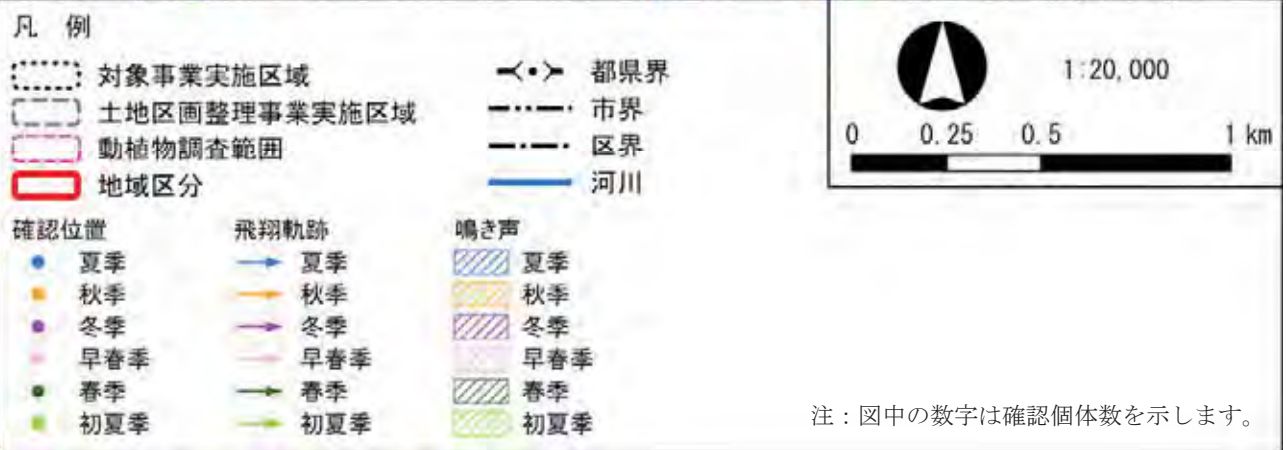 凡 例
対象事業実施区域
土地区画整理事業実施区域
動植物調査範囲
地域区分
都県界
市界
区界
河川
1:20,000
0 0.25 0.5 1 km
確認位置
夏季
秋季
冬季
早春季
春季
初夏季
飛翔軌跡
夏季
秋季
冬季
早春季
春季
初夏季
鳴き声
夏季
秋季
冬季
早春季
春季
初夏季
注：図中の数字は確認個体数を示します。